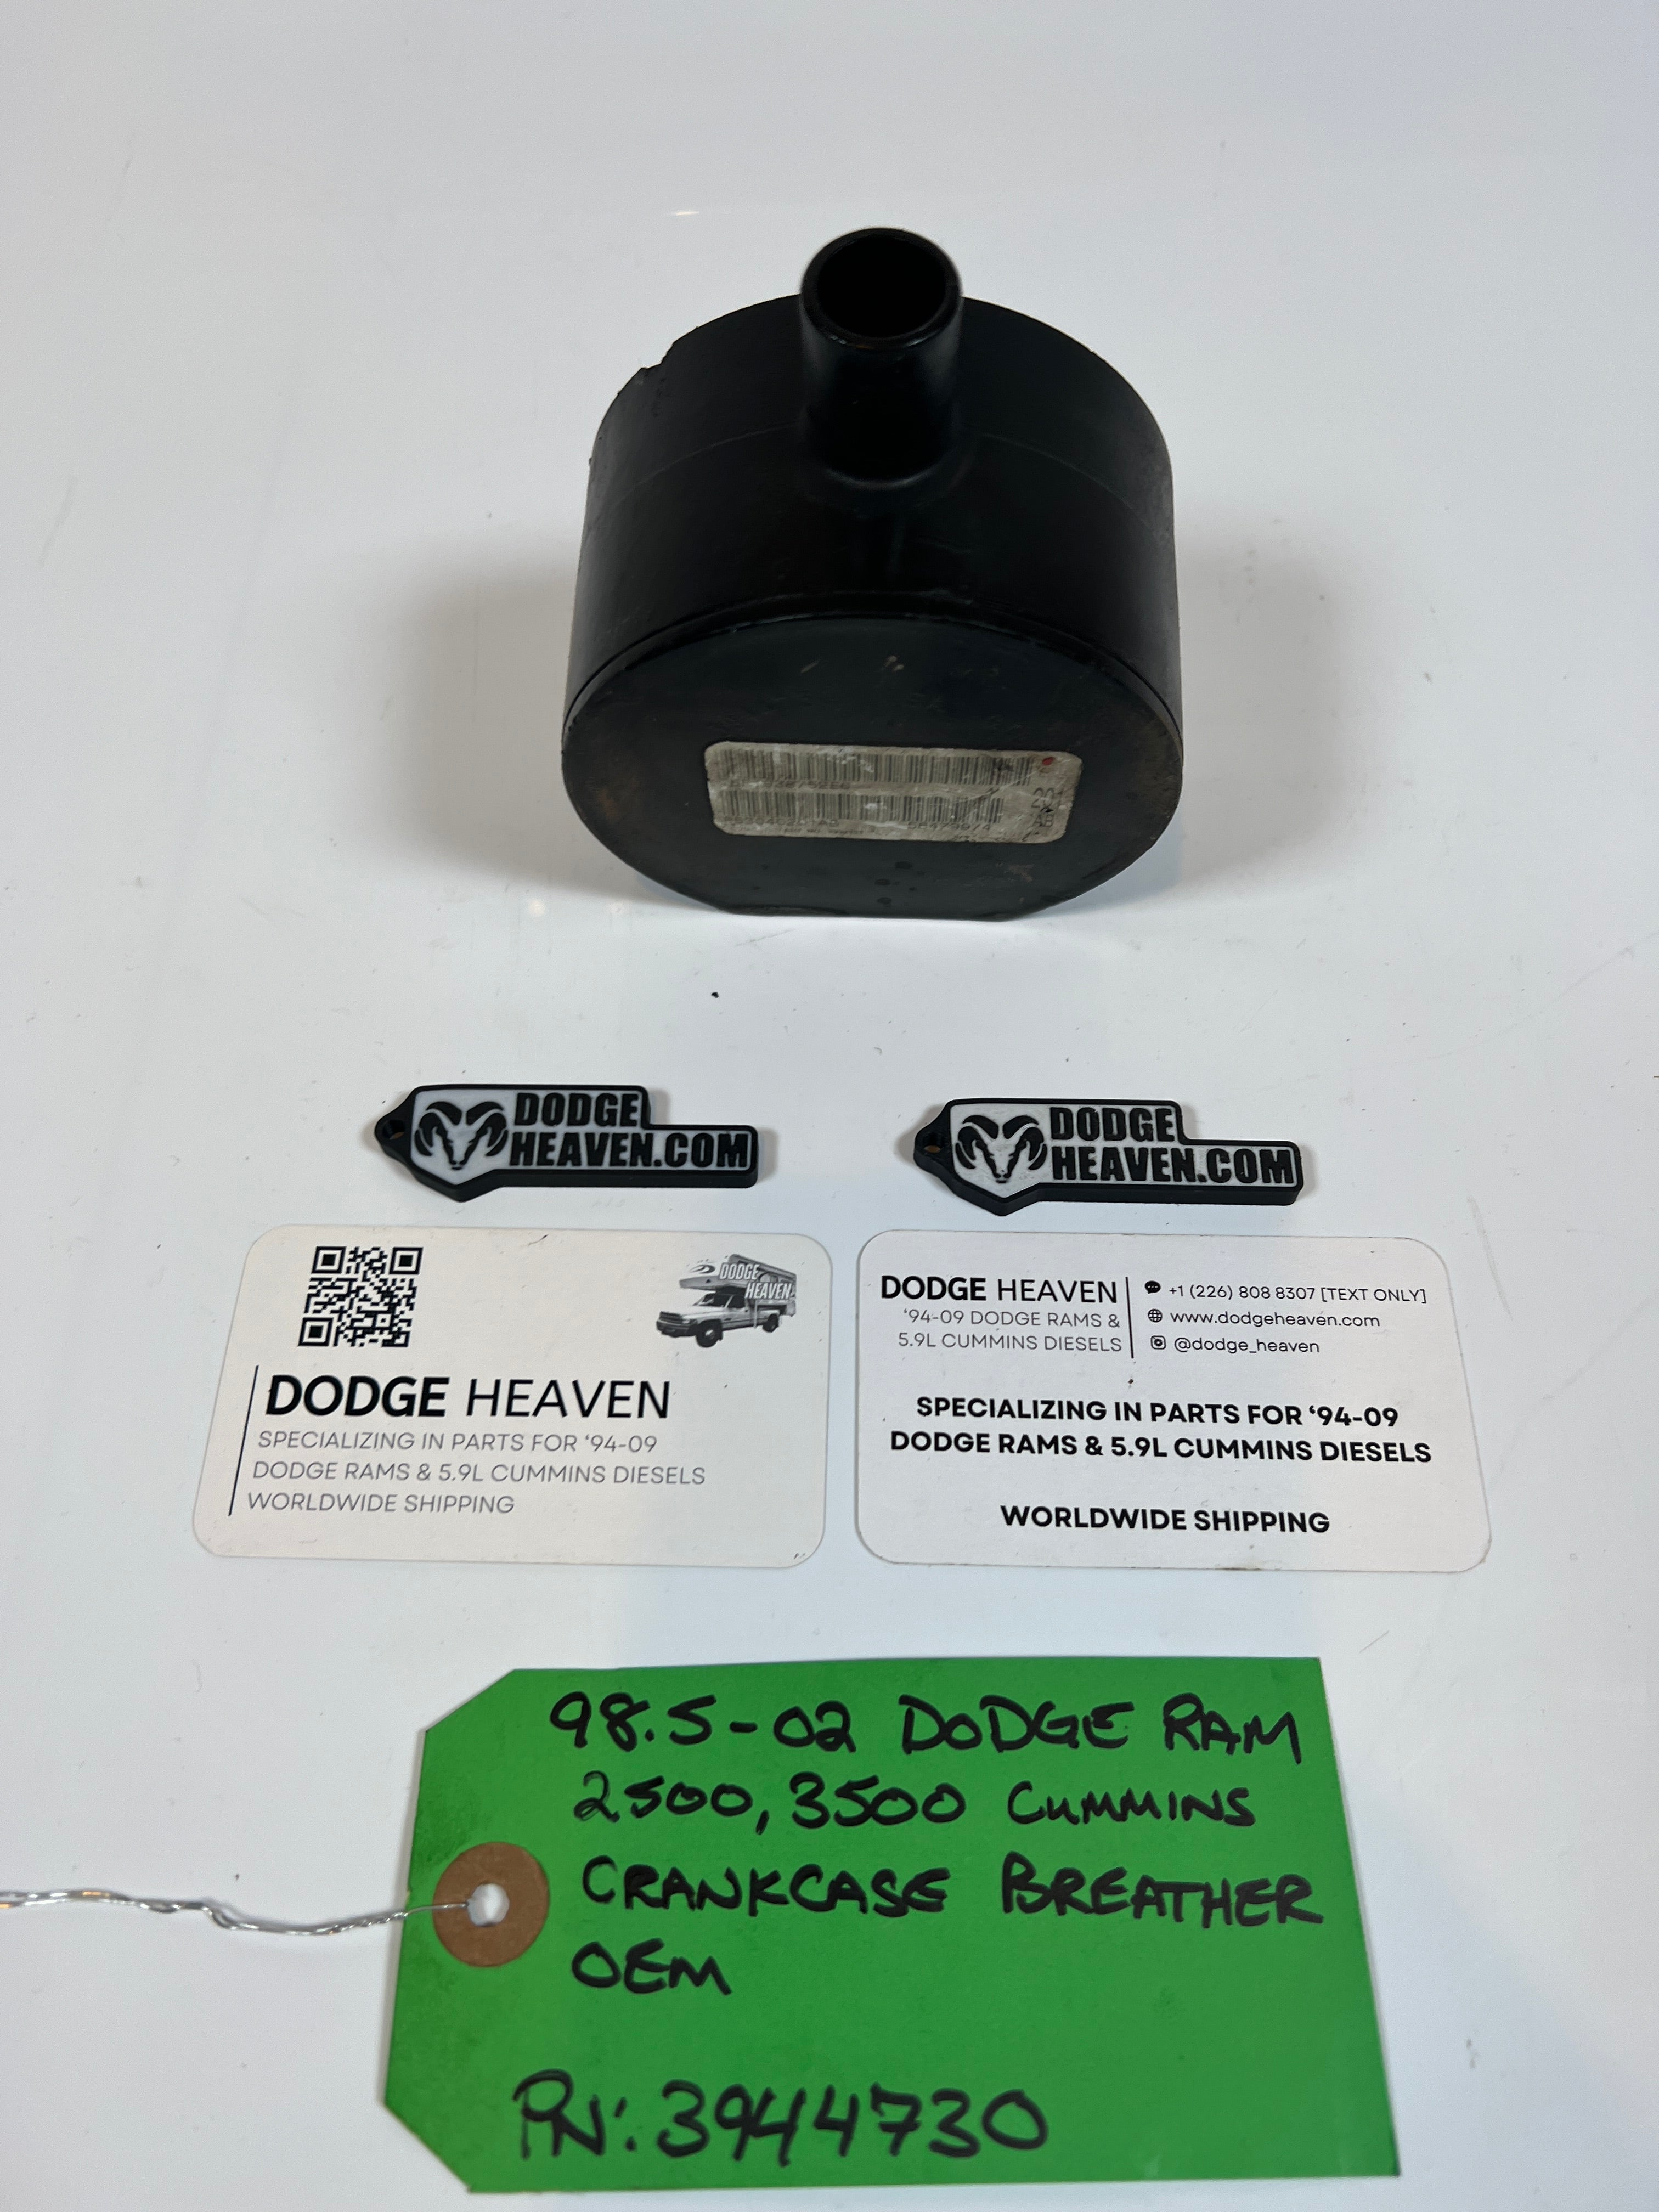 DODGE
HEAVEN.COM
DODGE
HEAVEN.COM
DODGE
HEAVEN
DODGE HEAVEN
SPECIALIZING IN PARTS FOR ‘94-09
DODGE RAMS & 5.9L CUMMINS DIESELS
WORLDWIDE SHIPPING
DODGE HEAVEN
‘94-09 DODGE RAMS &
5.9L CUMMINS DIESELS
+1 (226) 808 8307 [TEXT ONLY]
www.dodgeheaven.com
@dodge_heaven
SPECIALIZING IN PARTS FOR ‘94-09
DODGE RAMS & 5.9L CUMMINS DIESELS
WORLDWIDE SHIPPING
98.5-02 DODGE RAM
2500, 3500 CUMMINS
CRANKCASE BREATHER
OEM
PN: 3944730